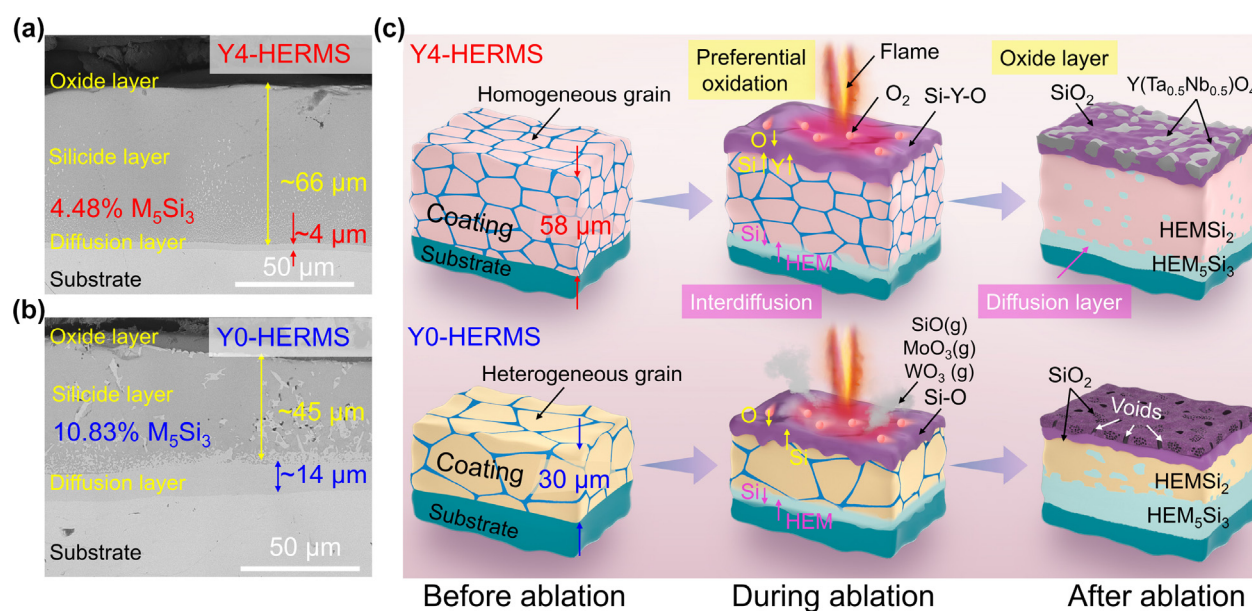 (a)
Y4-HERMS
Oxide layer
Silicide layer
~66 μm
4.48% M₅Si₃
Diffusion layer
~4 μm
Substrate
50 μm
(b)
Y0-HERMS
Oxide layer
Silicide layer
~45 μm
10.83% M₅Si₃
Diffusion layer
~14 μm
Substrate
50 μm
(c)
Y4-HERMS
Homogeneous grain
Coating
58 μm
Substrate
Preferential
oxidation
Flame
O₂
Si-Y-O
O
Si
Y
Si
HEM
Interdiffusion
Oxide layer
SiO₂
Y(Ta₀.₅Nb₀.₅)O₄
HEMSi₂
HEM₅Si₃
Diffusion layer
Y0-HERMS
Heterogeneous grain
Coating
30 μm
Substrate
SiO(g)
MoO₃(g)
WO₃ (g)
Si-O
O
Si
Si
HEM
SiO₂
Voids
HEMSi₂
HEM₅Si₃
Before ablation
During ablation
After ablation